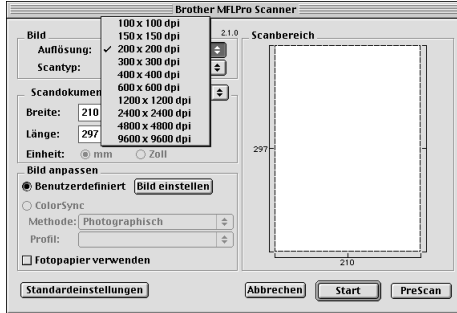 Brother MFLPro Scanner
Bild
2.1.0
Auflösung:
100 x 100 dpi
150 x 150 dpi
200 x 200 dpi
300 x 300 dpi
400 x 400 dpi
600 x 600 dpi
1200 x 1200 dpi
2400 x 2400 dpi
4800 x 4800 dpi
9600 x 9600 dpi
Scantyp:
Scandokumen
Breite: 210
Länge: 297
Einheit: mm Zoll
Bild anpassen
Benutzerdefiniert Bild einstellen
ColorSync
Methode: Photographisch
Profil:
Fotopapier verwenden
Scanbereich
297
210
Standardeinstellungen Abbrechen Start PreScan